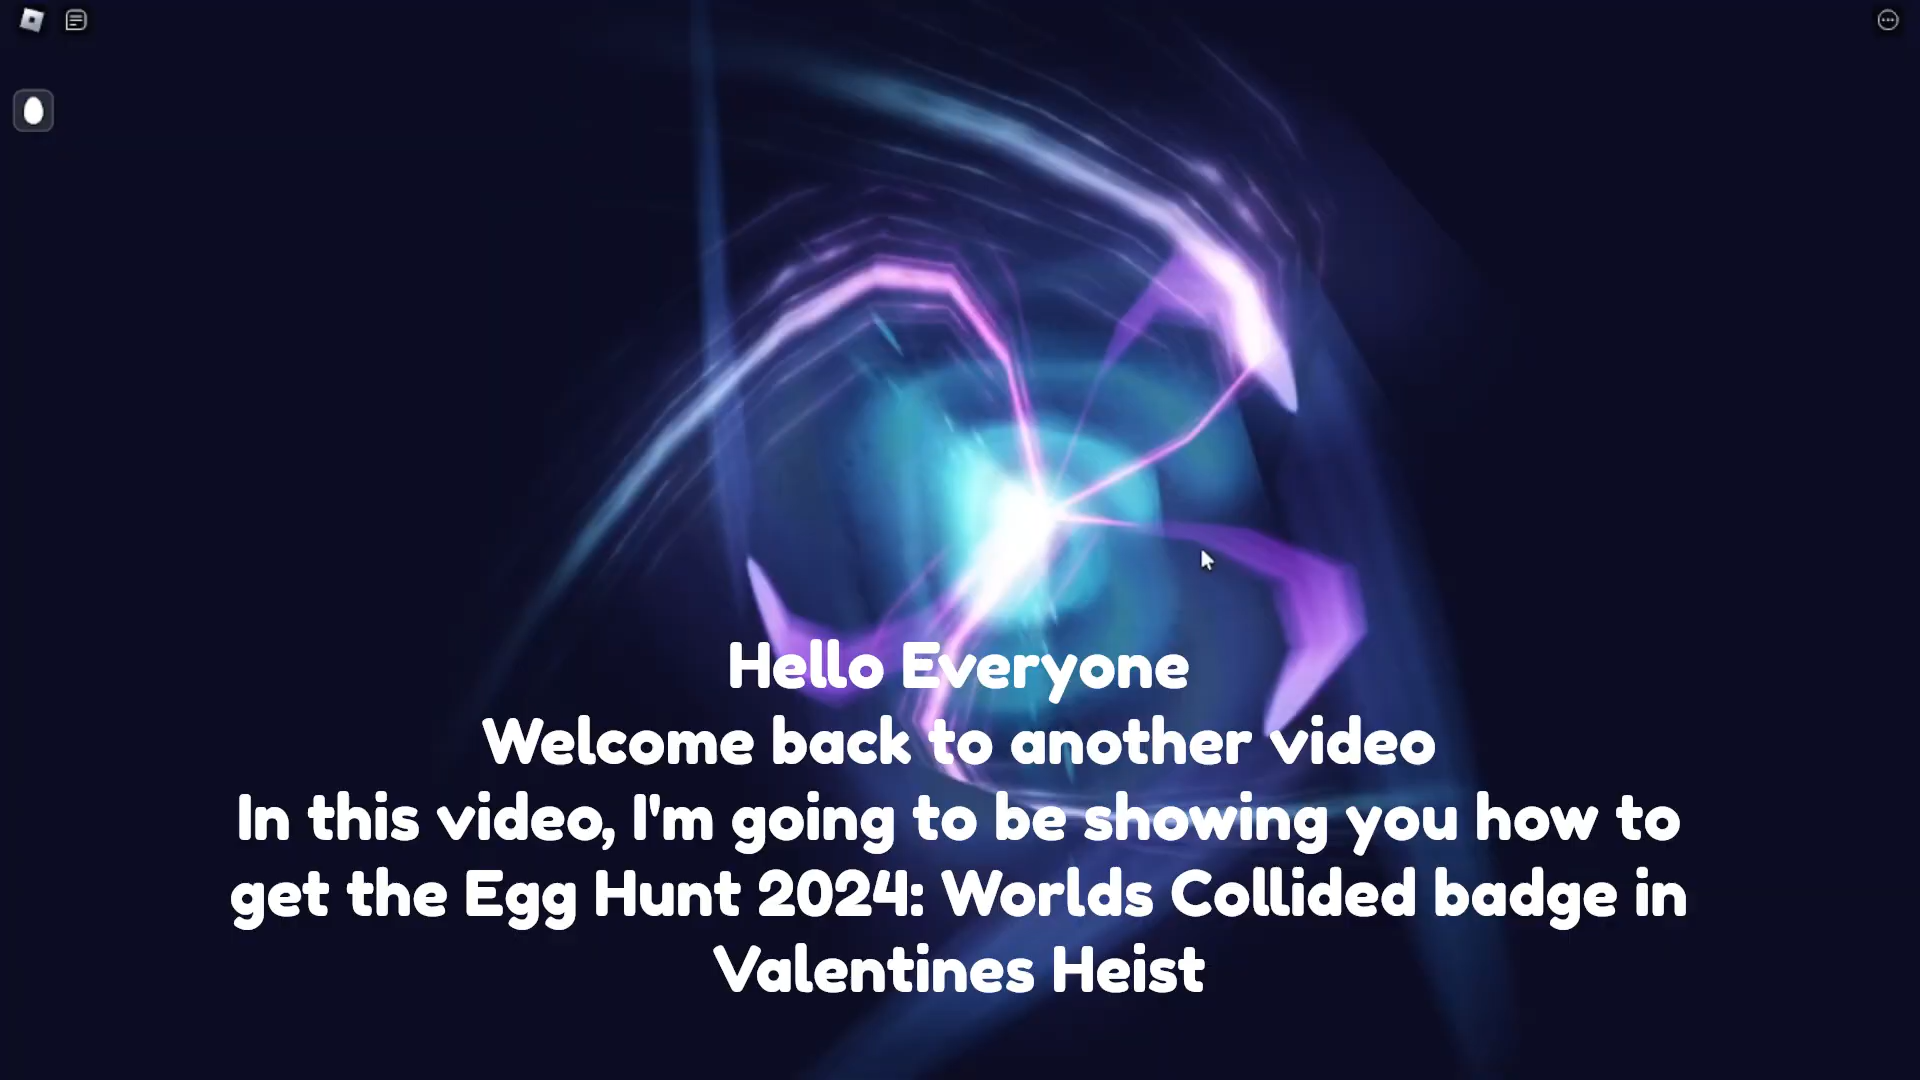 Hello Everyone
Welcome back to another video
In this video, I'm going to be showing you how to
get the Egg Hunt 2024: Worlds Collided badge in
Valentines Heist